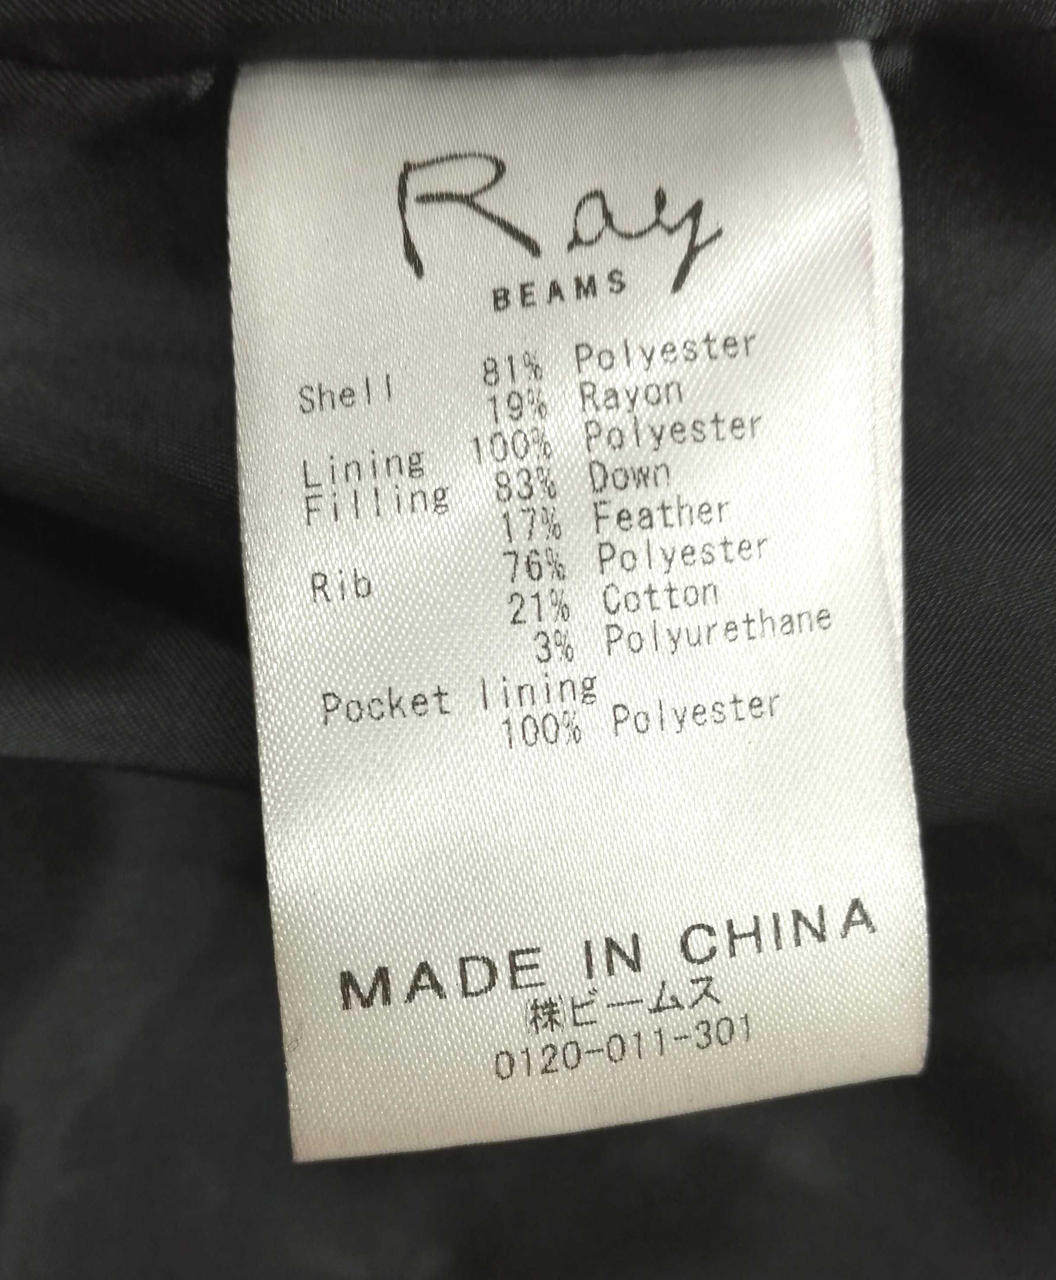 Ray
BEAMS
Shell 81% Polyester
19% Rayon
Lining 100% Polyester
Filling 83% Down
17% Feather
Rib 76% Polyester
21% Cotton
3% Polyurethane
Pocket lining
100% Polyester
MADE IN CHINA
㈱ビームス
0120-011-301